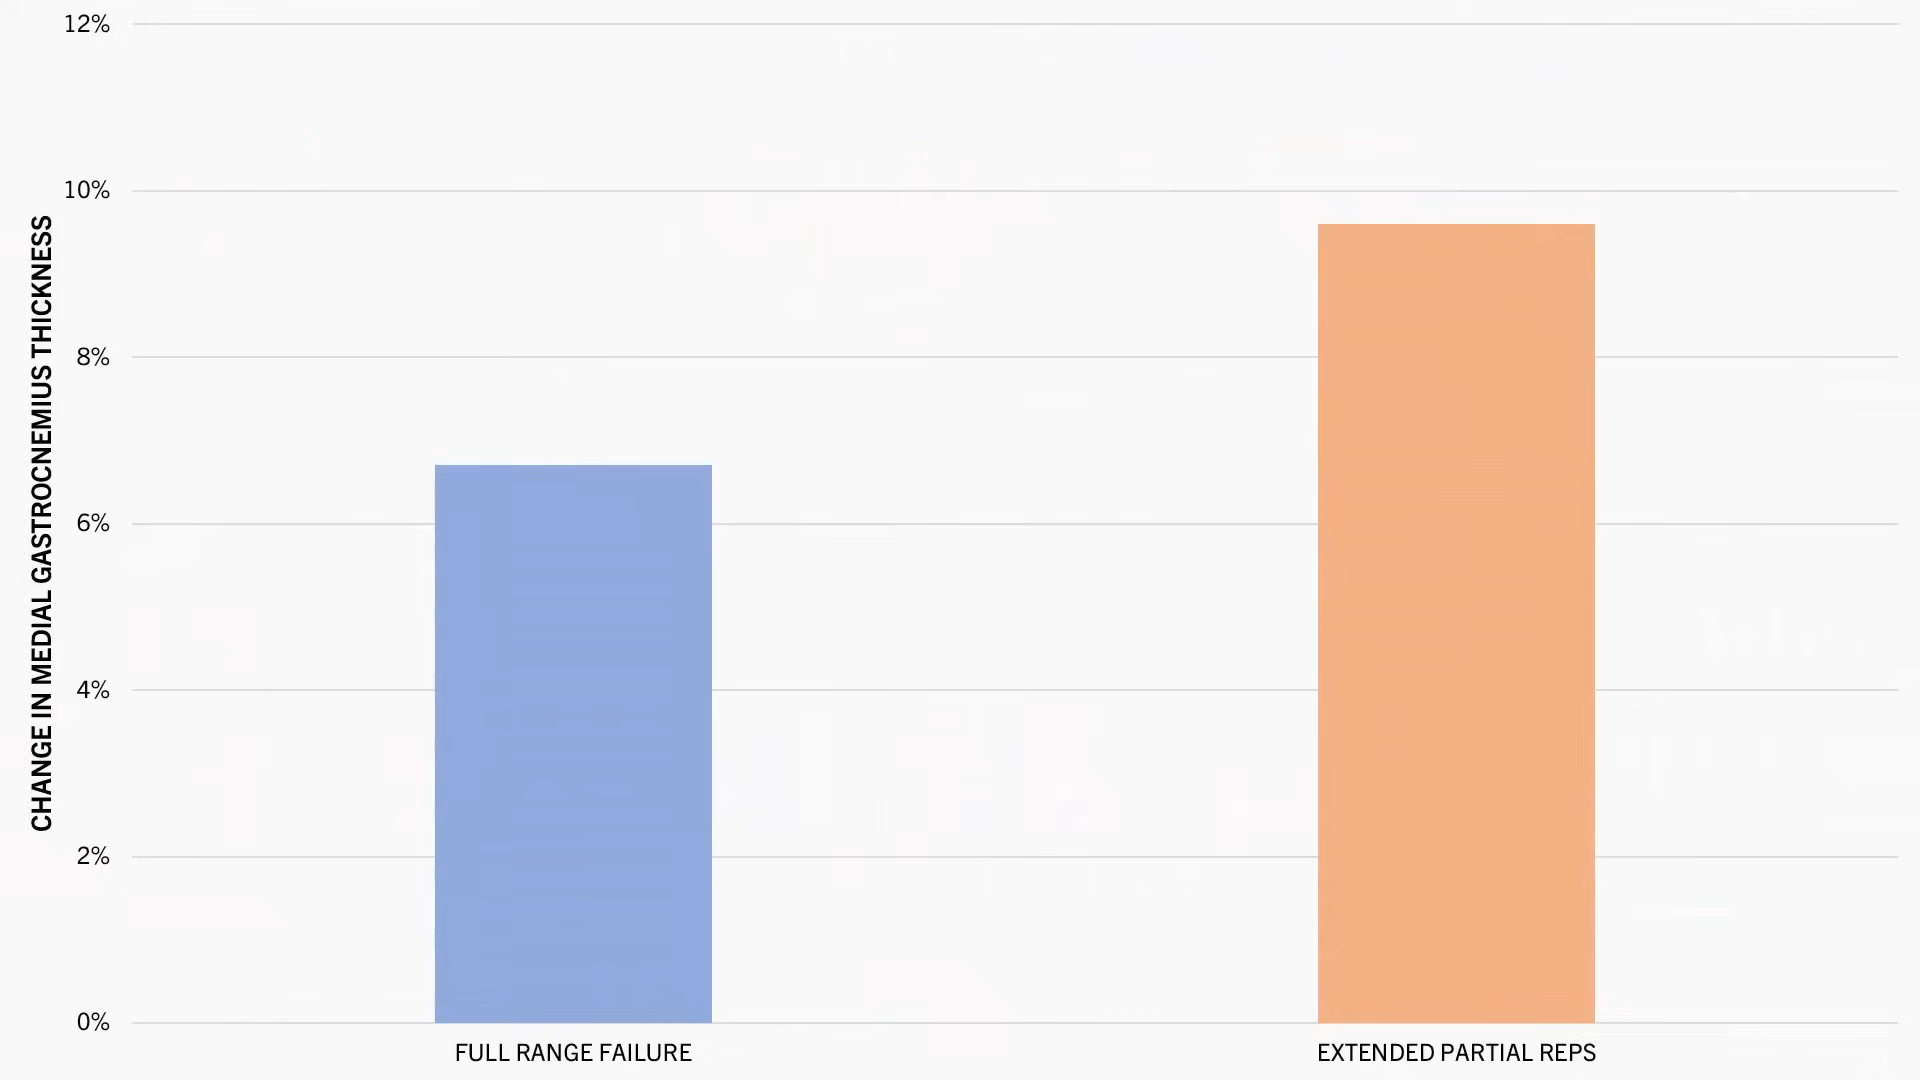 12%
10%
8%
6%
4%
2%
0%
CHANGE IN MEDIAL GASTROCNEMIUS THICKNESS
FULL RANGE FAILURE
EXTENDED PARTIAL REPS